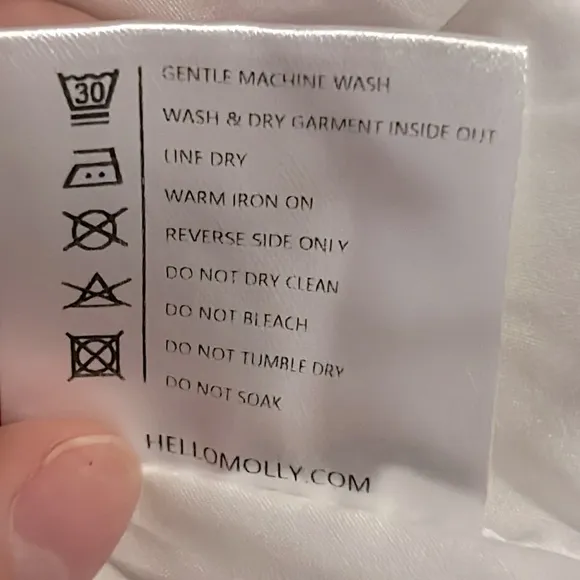 30
GENTLE MACHINE WASH
WASH & DRY GARMENT INSIDE OUT
LINE DRY
WARM IRON ON
REVERSE SIDE ONLY
DO NOT DRY CLEAN
DO NOT BLEACH
DO NOT TUMBLE DRY
DO NOT SOAK
HELLOMOLLY.COM